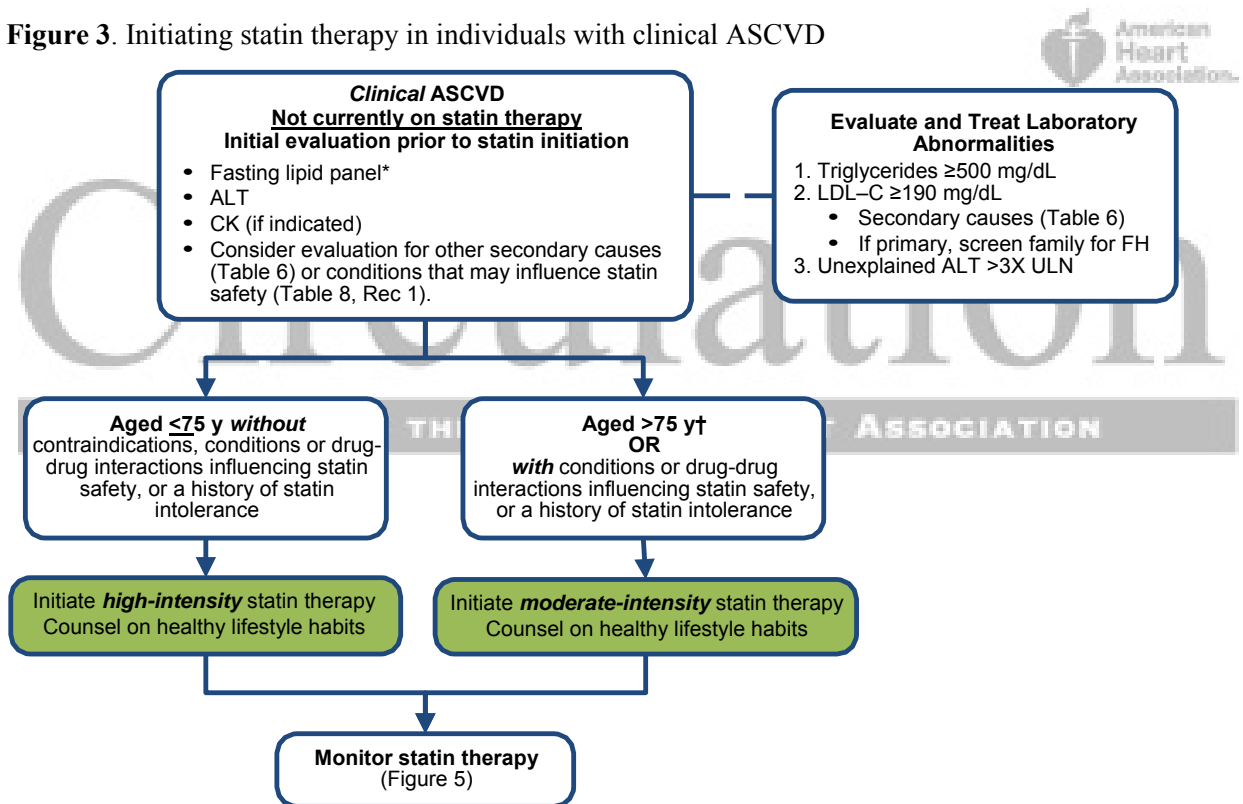 Figure 3. Initiating statin therapy in individuals with clinical ASCVD
American
Heart
Association
Clinical ASCVD
Not currently on statin therapy
Initial evaluation prior to statin initiation
• Fasting lipid panel*
• ALT
• CK (if indicated)
• Consider evaluation for other secondary causes
(Table 6) or conditions that may influence statin
safety (Table 8, Rec 1).
Evaluate and Treat Laboratory
Abnormalities
1. Triglycerides ≥500 mg/dL
2. LDL–C ≥190 mg/dL
• Secondary causes (Table 6)
• If primary, screen family for FH
3. Unexplained ALT >3X ULN
Circulation
Aged <75 y without
contraindications, conditions or drug-
drug interactions influencing statin
safety, or a history of statin
intolerance
Aged >75 y†
OR
with conditions or drug-drug
interactions influencing statin safety,
or a history of statin intolerance
ASSOCIATION
Initiate high-intensity statin therapy
Counsel on healthy lifestyle habits
Initiate moderate-intensity statin therapy
Counsel on healthy lifestyle habits
Monitor statin therapy
(Figure 5)